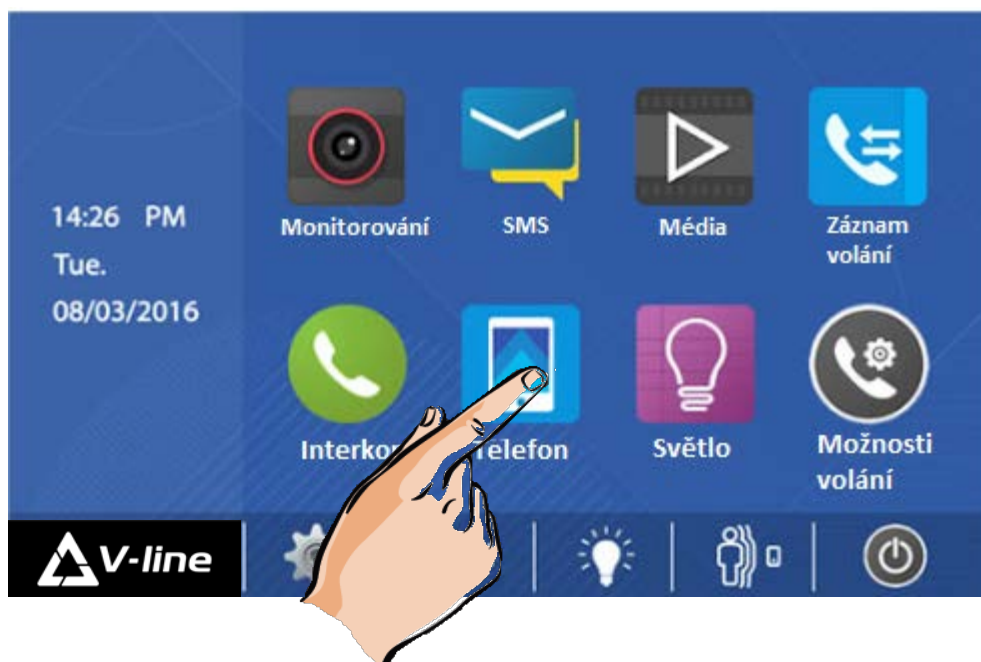 14:26 PM
Tue.
08/03/2016
Monitorování
SMS
Média
Záznam
volání
Telefon
Světlo
Možnosti
volání
V-line